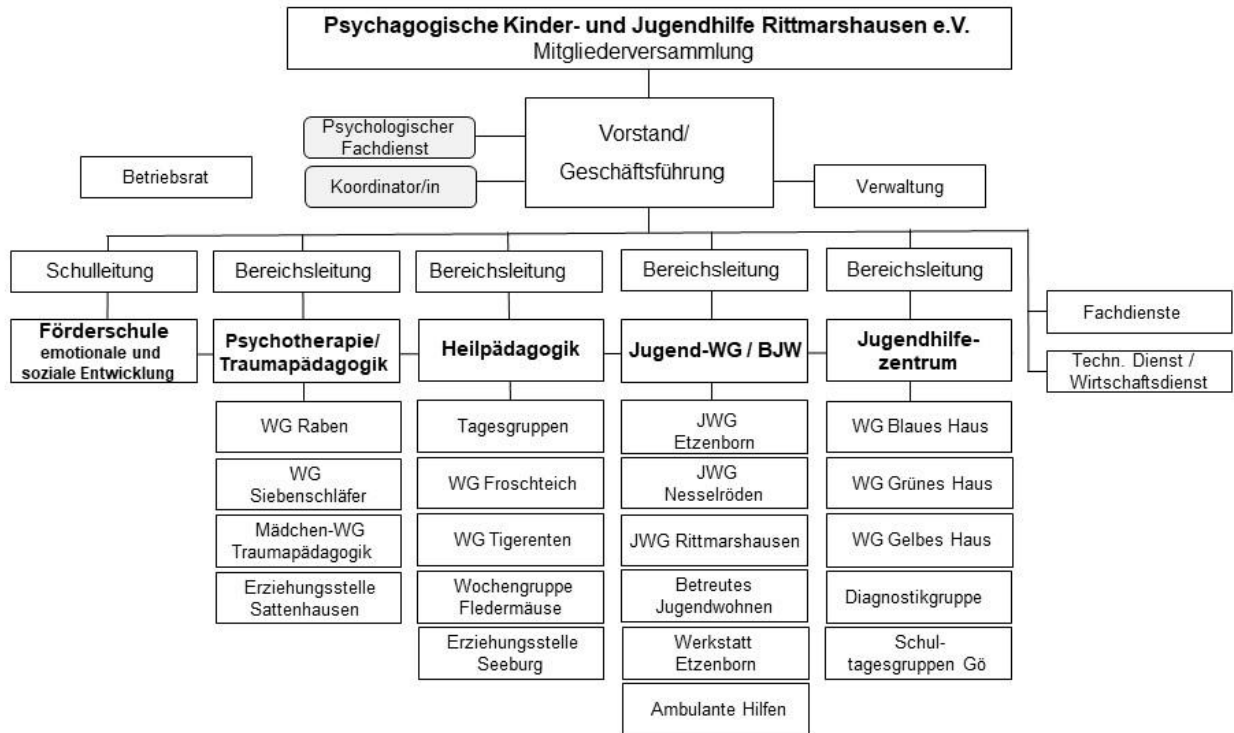 Psychagogische Kinder- und Jugendhilfe Rittmarshausen e.V.
Mitgliederversammlung
Psychologischer
Fachdienst
Vorstand/
Geschäftsführung
Betriebsrat
Koordinator/in
Verwaltung
Schulleitung
Bereichsleitung
Bereichsleitung
Bereichsleitung
Bereichsleitung
Fachdienste
Techn. Dienst /
Wirtschaftsdienst
Förderschule
emotionale und
soziale Entwicklung
Psychotherapie/
Traumapädagogik
Heilpädagogik
Jugend-WG / BJW
Jugendhilfe-
zentrum
WG Raben
WG
Siebenschläfer
Mädchen-WG
Traumapädagogik
Erziehungsstelle
Sattenhausen
Tagesgruppen
WG Froschteich
WG Tigerenten
Wochengruppe
Fledermäuse
Erziehungsstelle
Seeburg
JWG
Etzenborn
JWG
Nesselröden
JWG Rittmarshausen
Betreutes
Jugendwohnen
Werkstatt
Etzenborn
Ambulante Hilfen
WG Blaues Haus
WG Grünes Haus
WG Gelbes Haus
Diagnostikgruppe
Schul-
tagesgruppen Gö